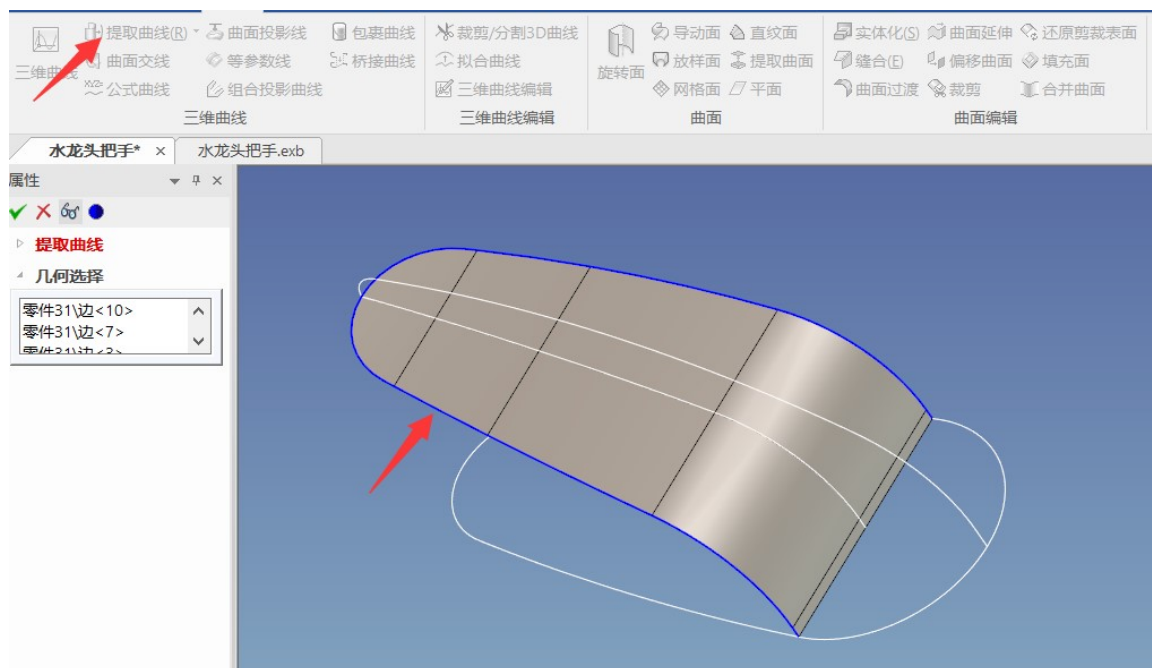 提取曲线(R) 曲面投影线 包裹曲线 裁剪/分割3D曲线 导动面 直纹面 实体化(S) 曲面延伸 还原剪裁表面
三维曲线 曲面交线 等参数线 桥接曲线 拟合曲线 旋转面 放样面 提取曲面 缝合(E) 偏移曲面 填充面
公式曲线 组合投影曲线 三维曲线编辑 网格面 平面 曲面过渡 裁剪 合并曲面
三维曲线 三维曲线编辑 曲面 曲面编辑
水龙头把手* × 水龙头把手.exb
属性
提取曲线
几何选择
零件31\边<10>
零件31\边<7>
零件31\边<3>